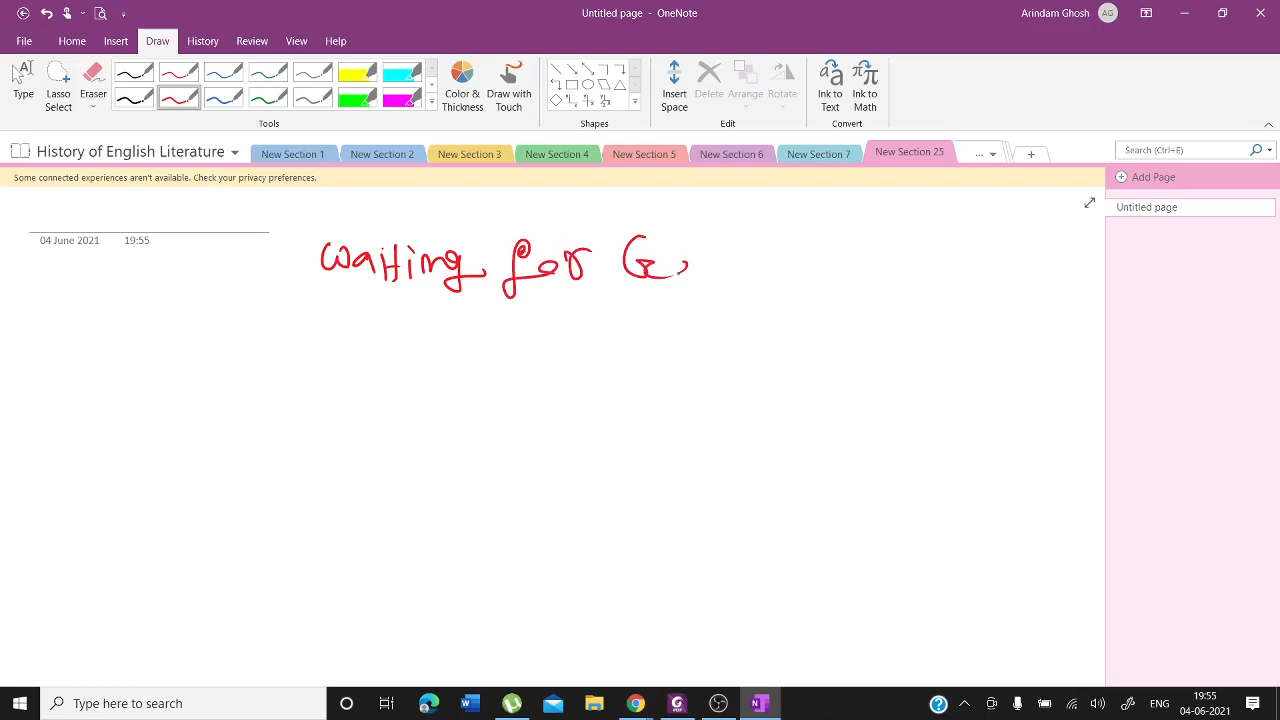 Untitled page - OneNote
Arindam Ghosh AG
File Home Insert Draw History Review View Help
Type Lasso Select Eraser Color & Thickness Draw with Touch Insert Space Delete Arrange Rotate Ink to Text Ink to Math
Tools Shapes Edit Convert
History of English Literature New Section 1 New Section 2 New Section 3 New Section 4 New Section 5 New Section 6 New Section 7 New Section 25 ... Search (Ctrl+E)
Some connected experiences aren't available. Check your privacy preferences.
Add Page
Untitled page
04 June 2021 19:55
Waiting for G
Type here to search
ENG 19:55
04-06-2021